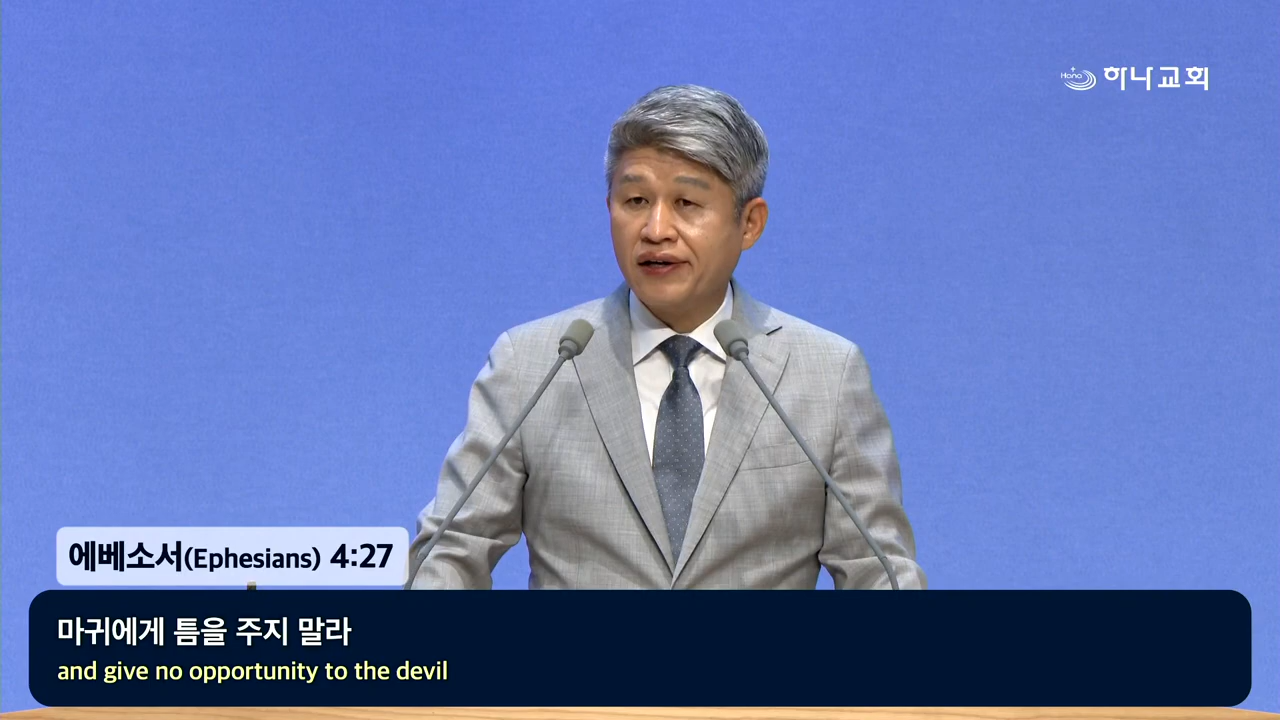 Hana 하나교회
에베소서(Ephesians) 4:27
마귀에게 틈을 주지 말라
and give no opportunity to the devil